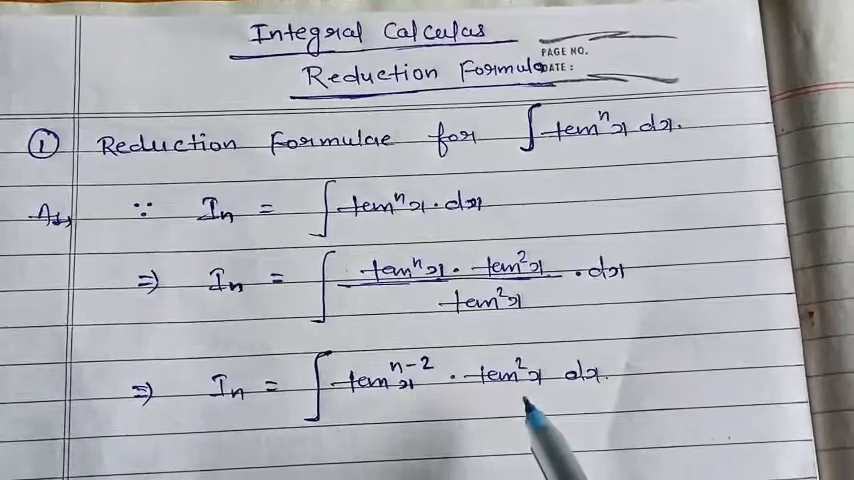 Integral Calculus
PAGE NO.
DATE :
Reduction Formula
① Reduction Formulae for ∫ tanⁿx dx.
Ans ∵ Iₙ = ∫ tanⁿx · dx
⇒ Iₙ = ∫ (tanⁿx · tan²x)/(tan²x) · dx
⇒ Iₙ = ∫ tanⁿ⁻²x · tan²x dx.